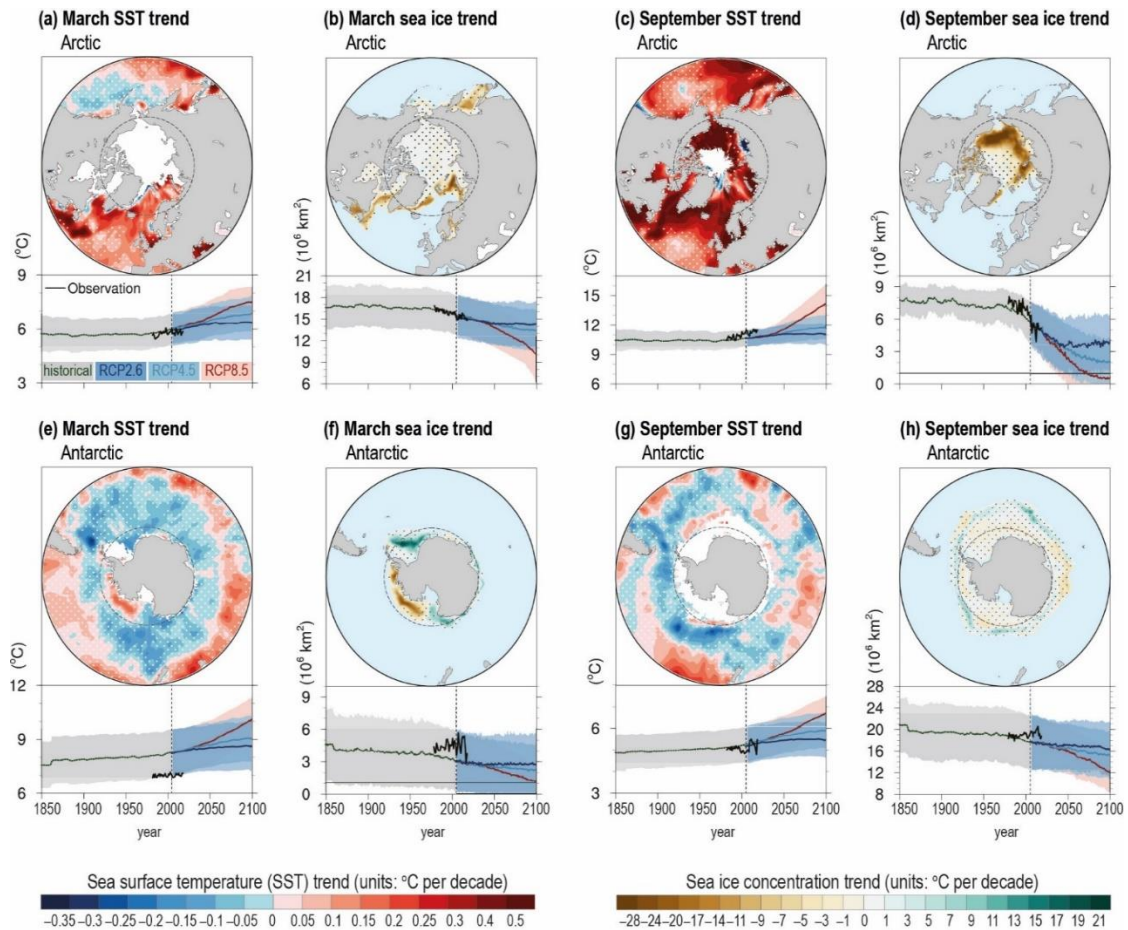 (a) March SST trend
Arctic
(b) March sea ice trend
Arctic
(c) September SST trend
Arctic
(d) September sea ice trend
Arctic
(°C)
9
6
3
Observation
historical RCP2.6 RCP4.5 RCP8.5
(10⁶ km²)
21
19
17
15
13
11
9
6
(°C)
15
12
9
6
(10⁶ km²)
9
6
3
1
0
(e) March SST trend
Antarctic
(f) March sea ice trend
Antarctic
(g) September SST trend
Antarctic
(h) September sea ice trend
Antarctic
(°C)
12
9
6
1850 1900 1950 2000 2050 2100
year
(10⁶ km²)
9
6
3
1
0
1850 1900 1950 2000 2050 2100
year
(°C)
6
3
1850 1900 1950 2000 2050 2100
year
(10⁶ km²)
28
24
20
16
12
8
1850 1900 1950 2000 2050 2100
year
Sea surface temperature (SST) trend (units: °C per decade)
−0.35 −0.3 −0.25 −0.2 −0.15 −0.1 −0.05 0 0.05 0.1 0.15 0.2 0.25 0.3 0.4 0.5
Sea ice concentration trend (units: °C per decade)
−28 −24 −20 −17 −14 −11 −9 −7 −5 −3 −1 0 1 3 5 7 9 11 13 15 17 19 21